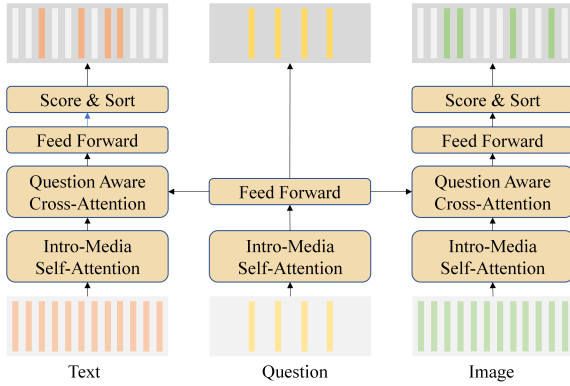 Score & Sort
Score & Sort
Feed Forward
Feed Forward
Question Aware
Cross-Attention
Feed Forward
Question Aware
Cross-Attention
Intro-Media
Self-Attention
Intro-Media
Self-Attention
Intro-Media
Self-Attention
Text
Question
Image